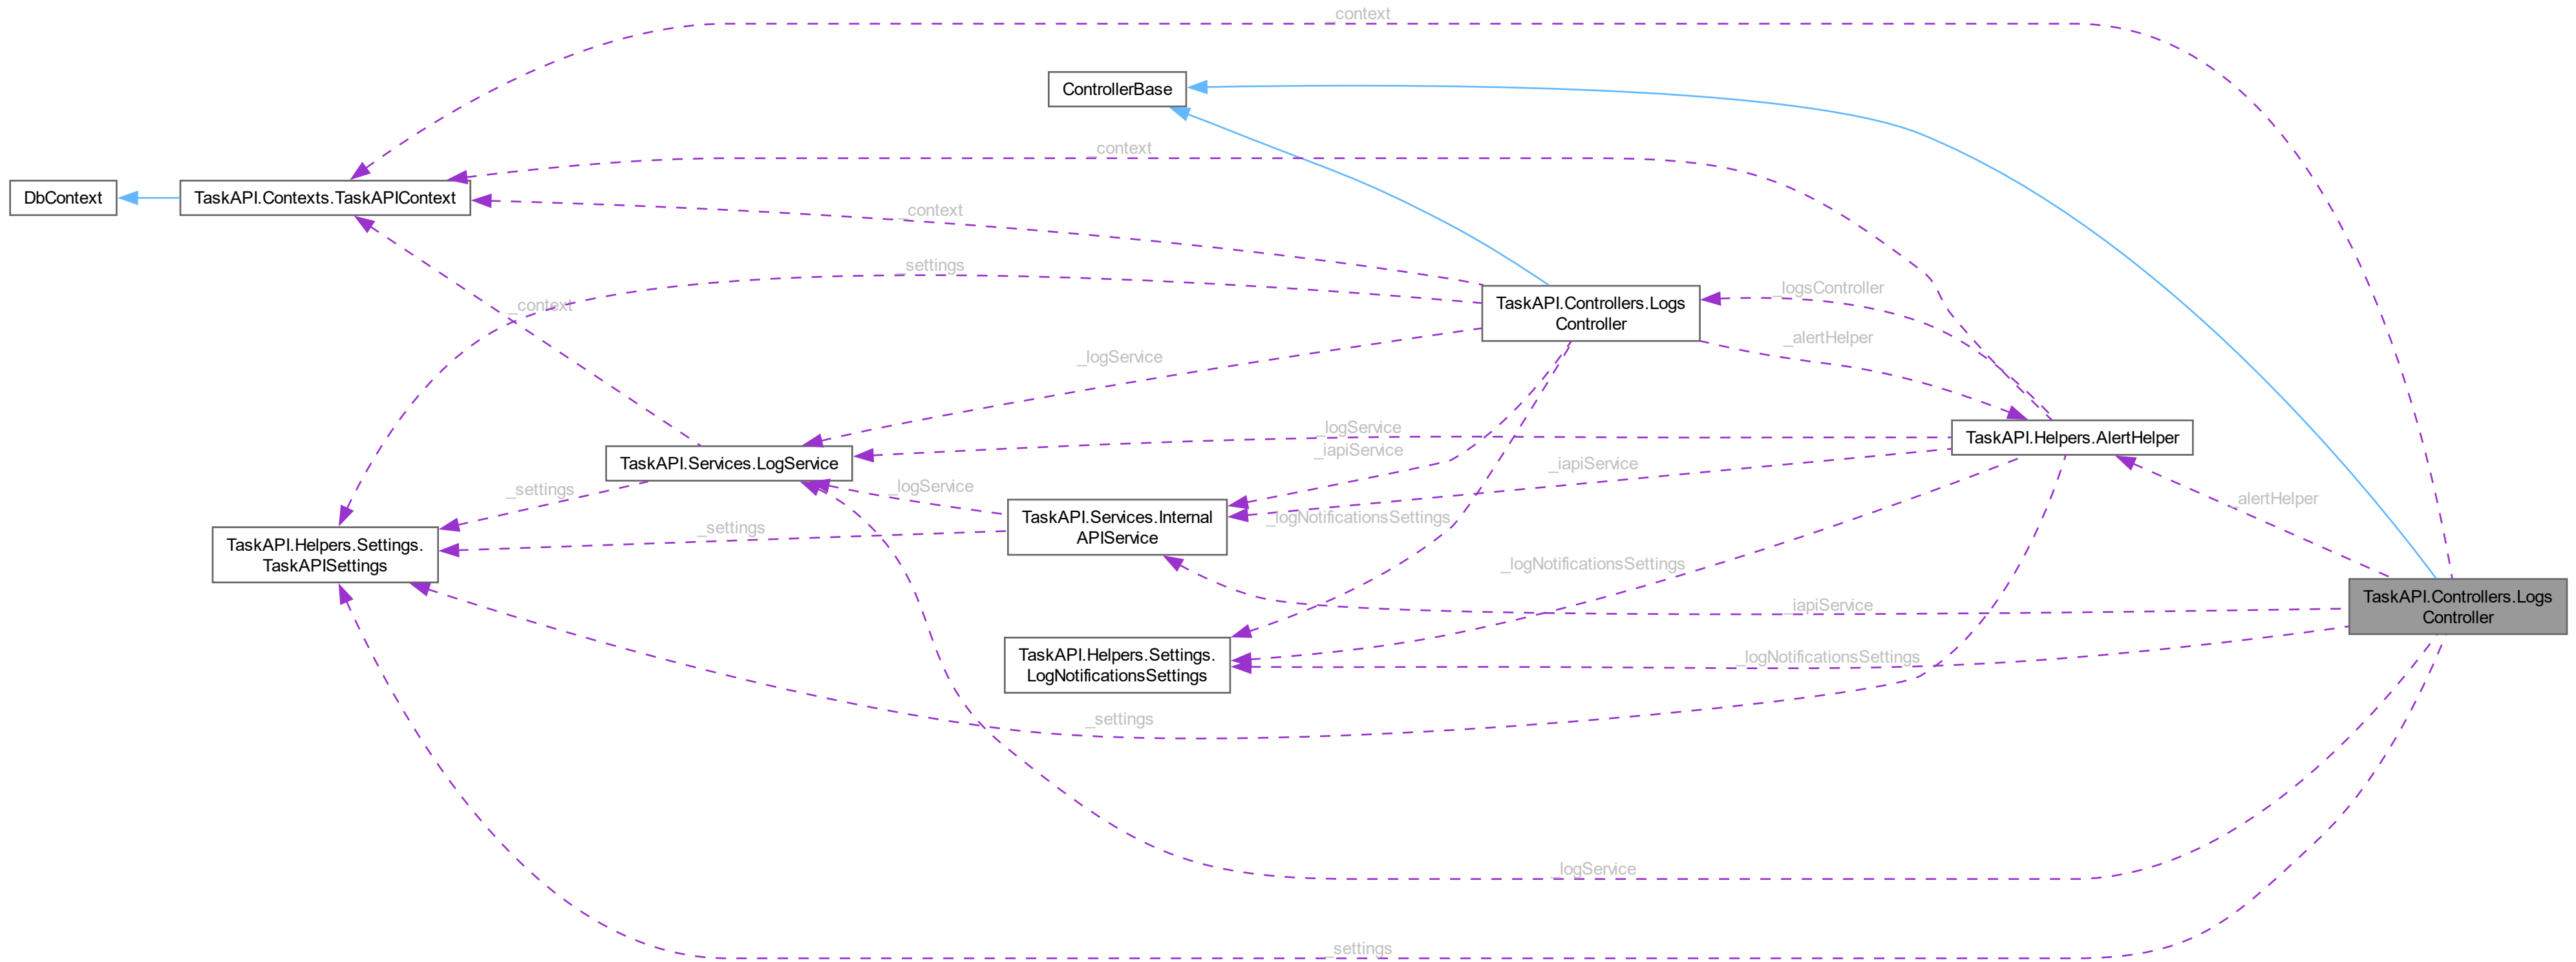 _context
ControllerBase
_context
DbContext
TaskAPI.Contexts.TaskAPIContext
_context
_settings
_logsController
TaskAPI.Controllers.Logs
Controller
_context
_alertHelper
_logService
_logService
TaskAPI.Helpers.AlertHelper
_iapiService
_iapiService
TaskAPI.Services.LogService
_logService
_settings
_alertHelper
TaskAPI.Services.Internal
APIService
_logNotificationsSettings
_settings
TaskAPI.Helpers.Settings.
TaskAPISettings
_logNotificationsSettings
TaskAPI.Controllers.Logs
Controller
_iapiService
TaskAPI.Helpers.Settings.
LogNotificationsSettings
_logNotificationsSettings
_settings
_logService
_settings